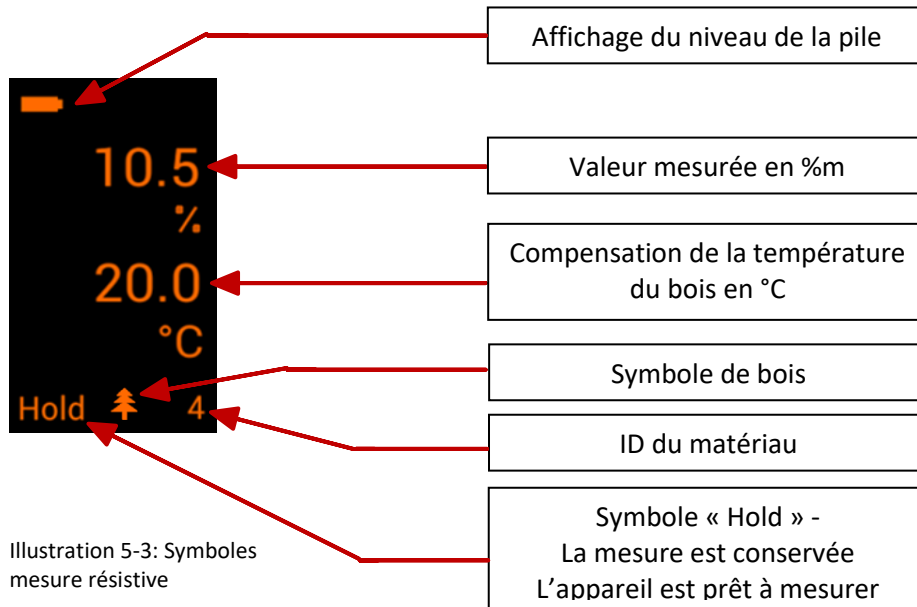 Affichage du niveau de la pile
10.5
%
Valeur mesurée en %m
20.0
°C
Compensation de la température
du bois en °C
Symbole de bois
Hold 4
ID du matériau
Symbole « Hold » -
La mesure est conservée
L’appareil est prêt à mesurer
Illustration 5-3: Symboles
mesure résistive